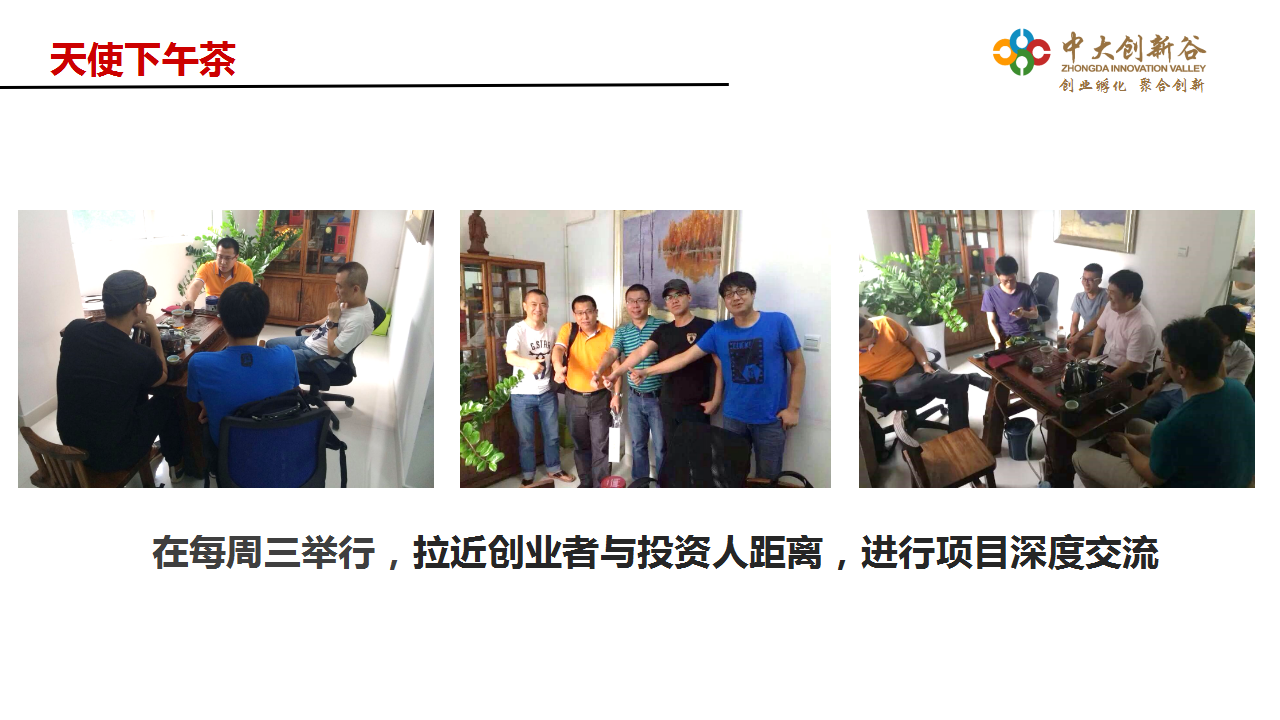 天使下午茶
中大创新谷
ZHONGDA INNOVATION VALLEY
创业孵化 聚合创新
在每周三举行，拉近创业者与投资人距离，进行项目深度交流